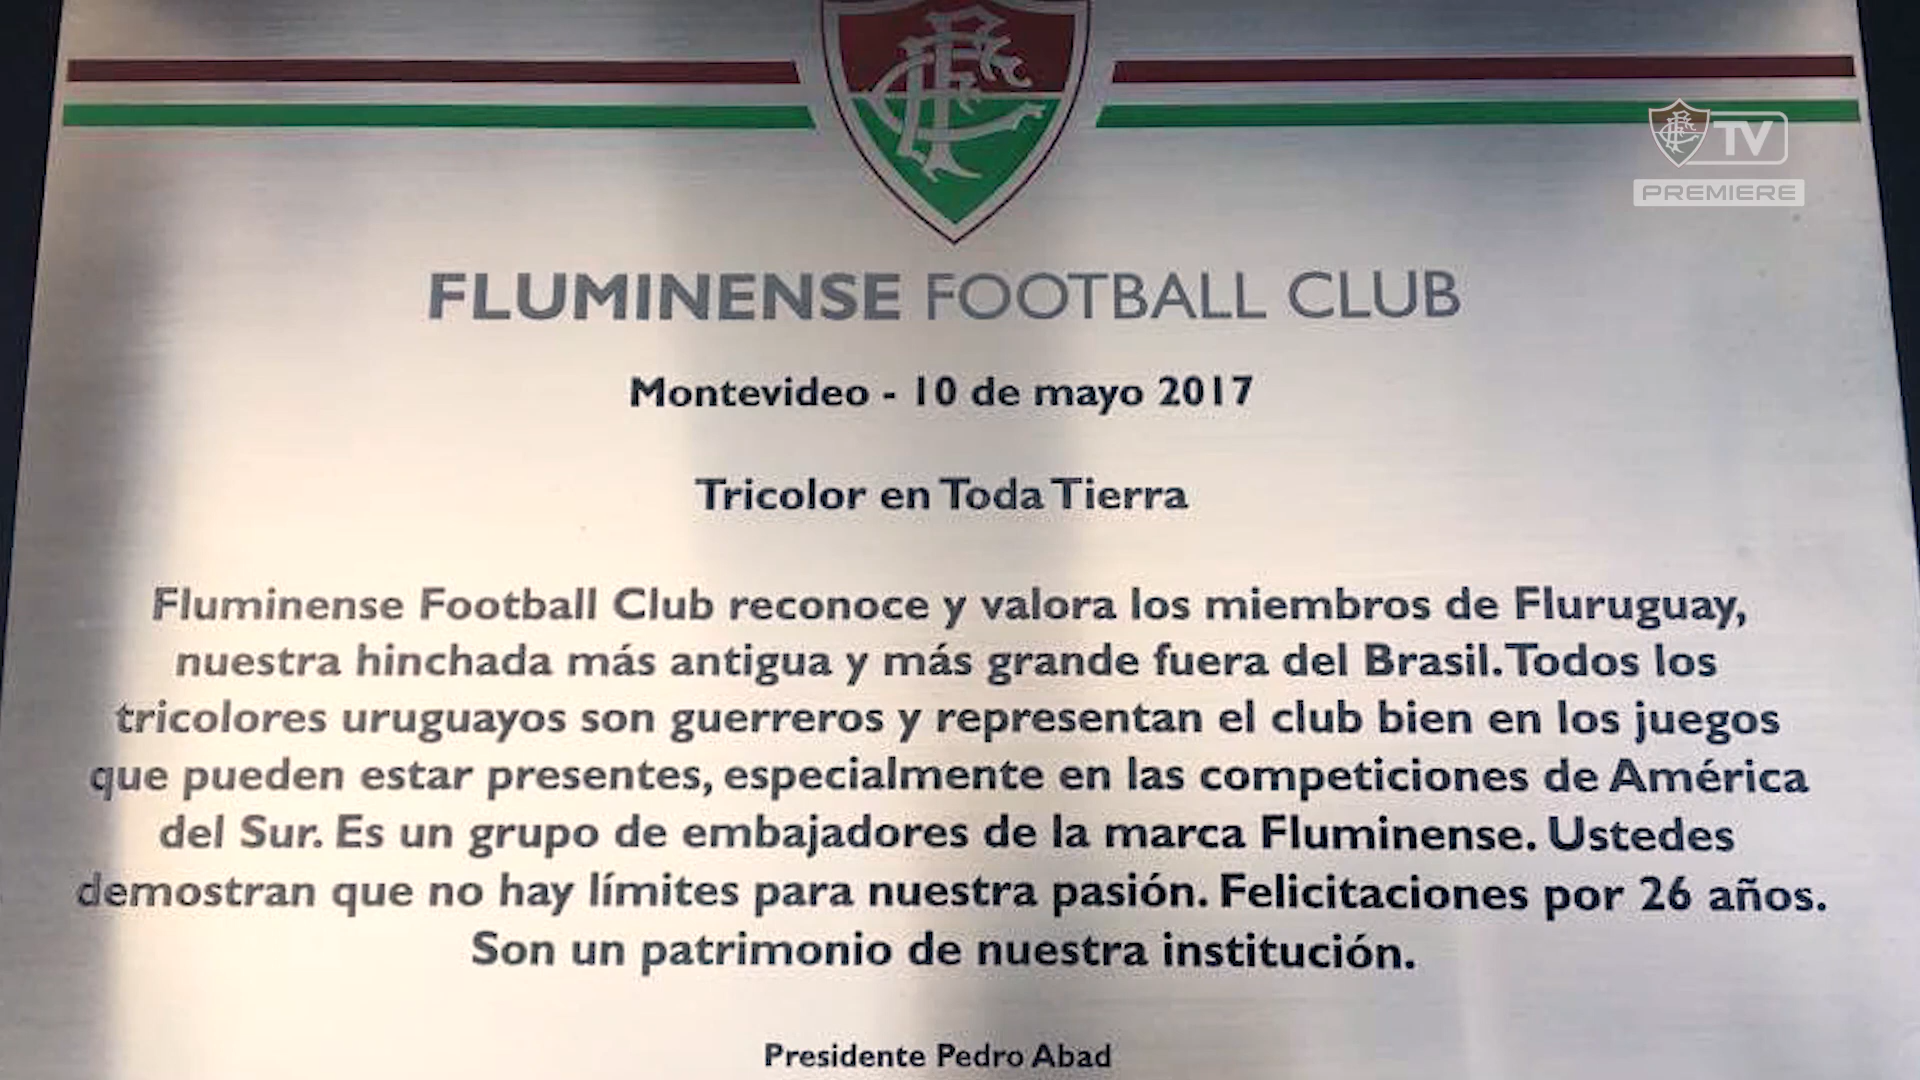 TV
PREMIERE
FLUMINENSE FOOTBALL CLUB
Montevideo - 10 de mayo 2017
Tricolor en Toda Tierra
Fluminense Football Club reconoce y valora los miembros de Fluruguay,
nuestra hinchada más antigua y más grande fuera del Brasil. Todos los
tricolores uruguayos son guerreros y representan el club bien en los juegos
que pueden estar presentes, especialmente en las competiciones de América
del Sur. Es un grupo de embajadores de la marca Fluminense. Ustedes
demostran que no hay límites para nuestra pasión. Felicitaciones por 26 años.
Son un patrimonio de nuestra institución.
Presidente Pedro Abad